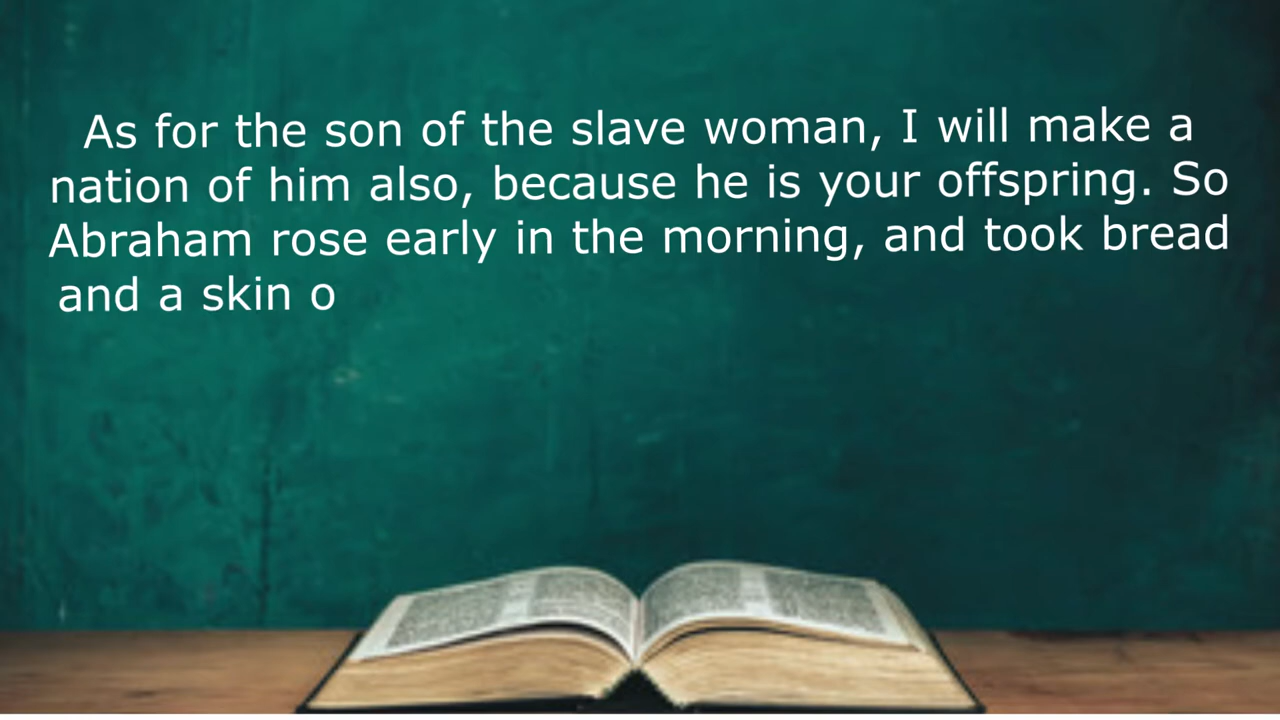 As for the son of the slave woman, I will make a
nation of him also, because he is your offspring. So
Abraham rose early in the morning, and took bread
and a skin o